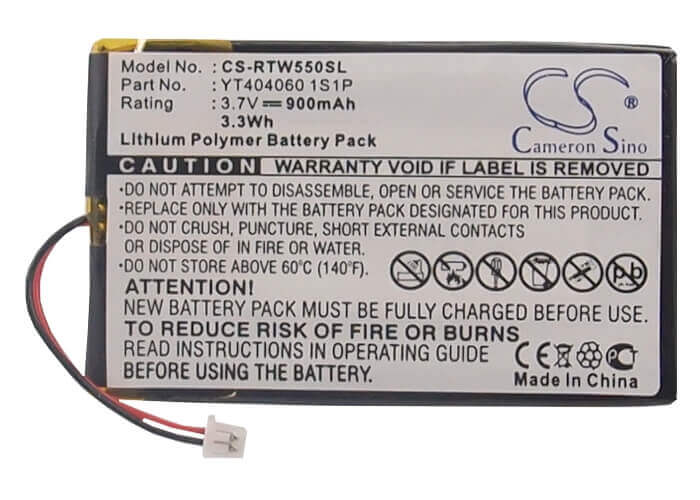 Model No.: CS-RTW550SL
Part No.: YT404060 1S1P
Rating: 3.7V ⎓ 900mAh
3.3Wh
Lithium Polymer Battery Pack
CS®
Cameron Sino
CAUTION WARRANTY VOID IF LABEL IS REMOVED
•DO NOT ATTEMPT TO DISASSEMBLE, OPEN OR SERVICE THE BATTERY PACK.
•REPLACE ONLY WITH THE BATTERY PACK DESIGNATED FOR THIS SYSTEM.
•DO NOT CRUSH, PUNCTURE, SHORT EXTERNAL CONTACTS
OR DISPOSE OF IN FIRE OR WATER.
•DO NOT STORE ABOVE 60°C (140°F).
Pb
ATTENTION!
NEW BATTERY PACK MUST BE FULLY CHARGED BEFORE USE.
TO REDUCE RISK OF FIRE OR BURNS
READ INSTRUCTIONS IN OPERATING GUIDE
BEFORE USING THE BATTERY.
CE
Made In China